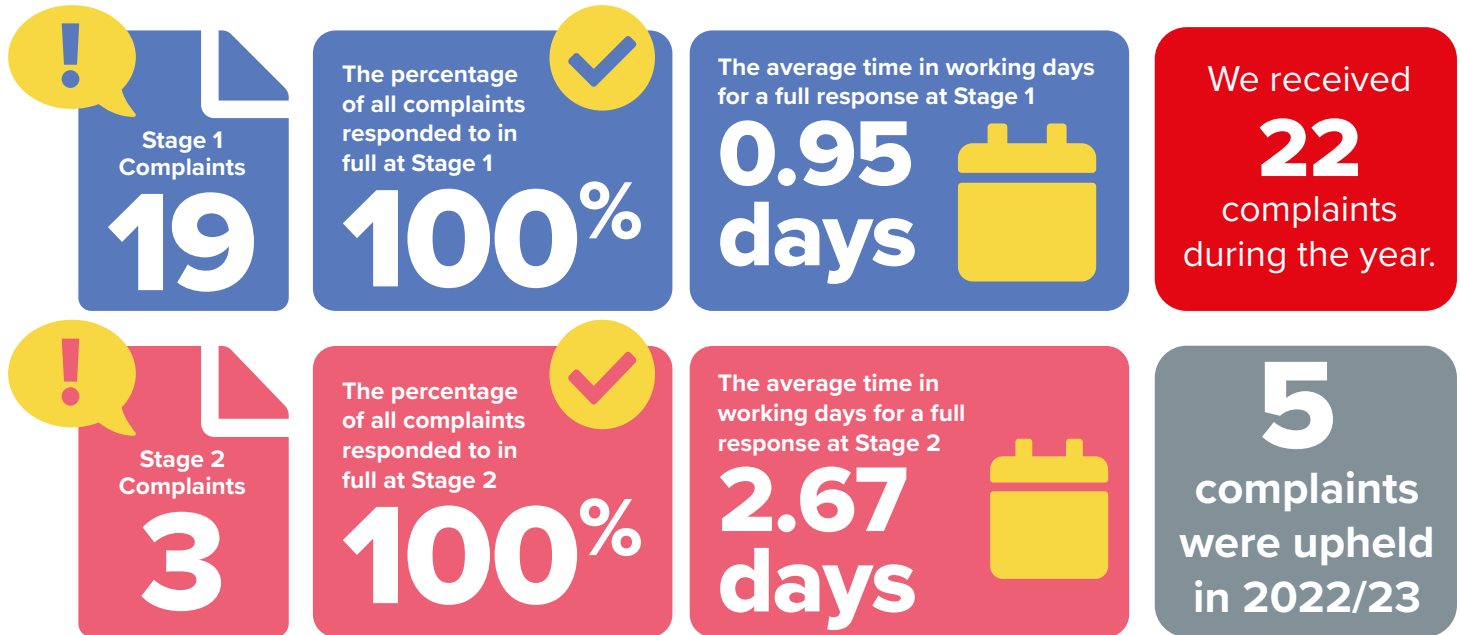 !
Stage 1
Complaints
19
The percentage
of all complaints
responded to in
full at Stage 1
100%
The average time in working days
for a full response at Stage 1
0.95
days
We received
22
complaints
during the year.
!
Stage 2
Complaints
3
The percentage
of all complaints
responded to in
full at Stage 2
100%
The average time in
working days for a full
response at Stage 2
2.67
days
5
complaints
were upheld
in 2022/23